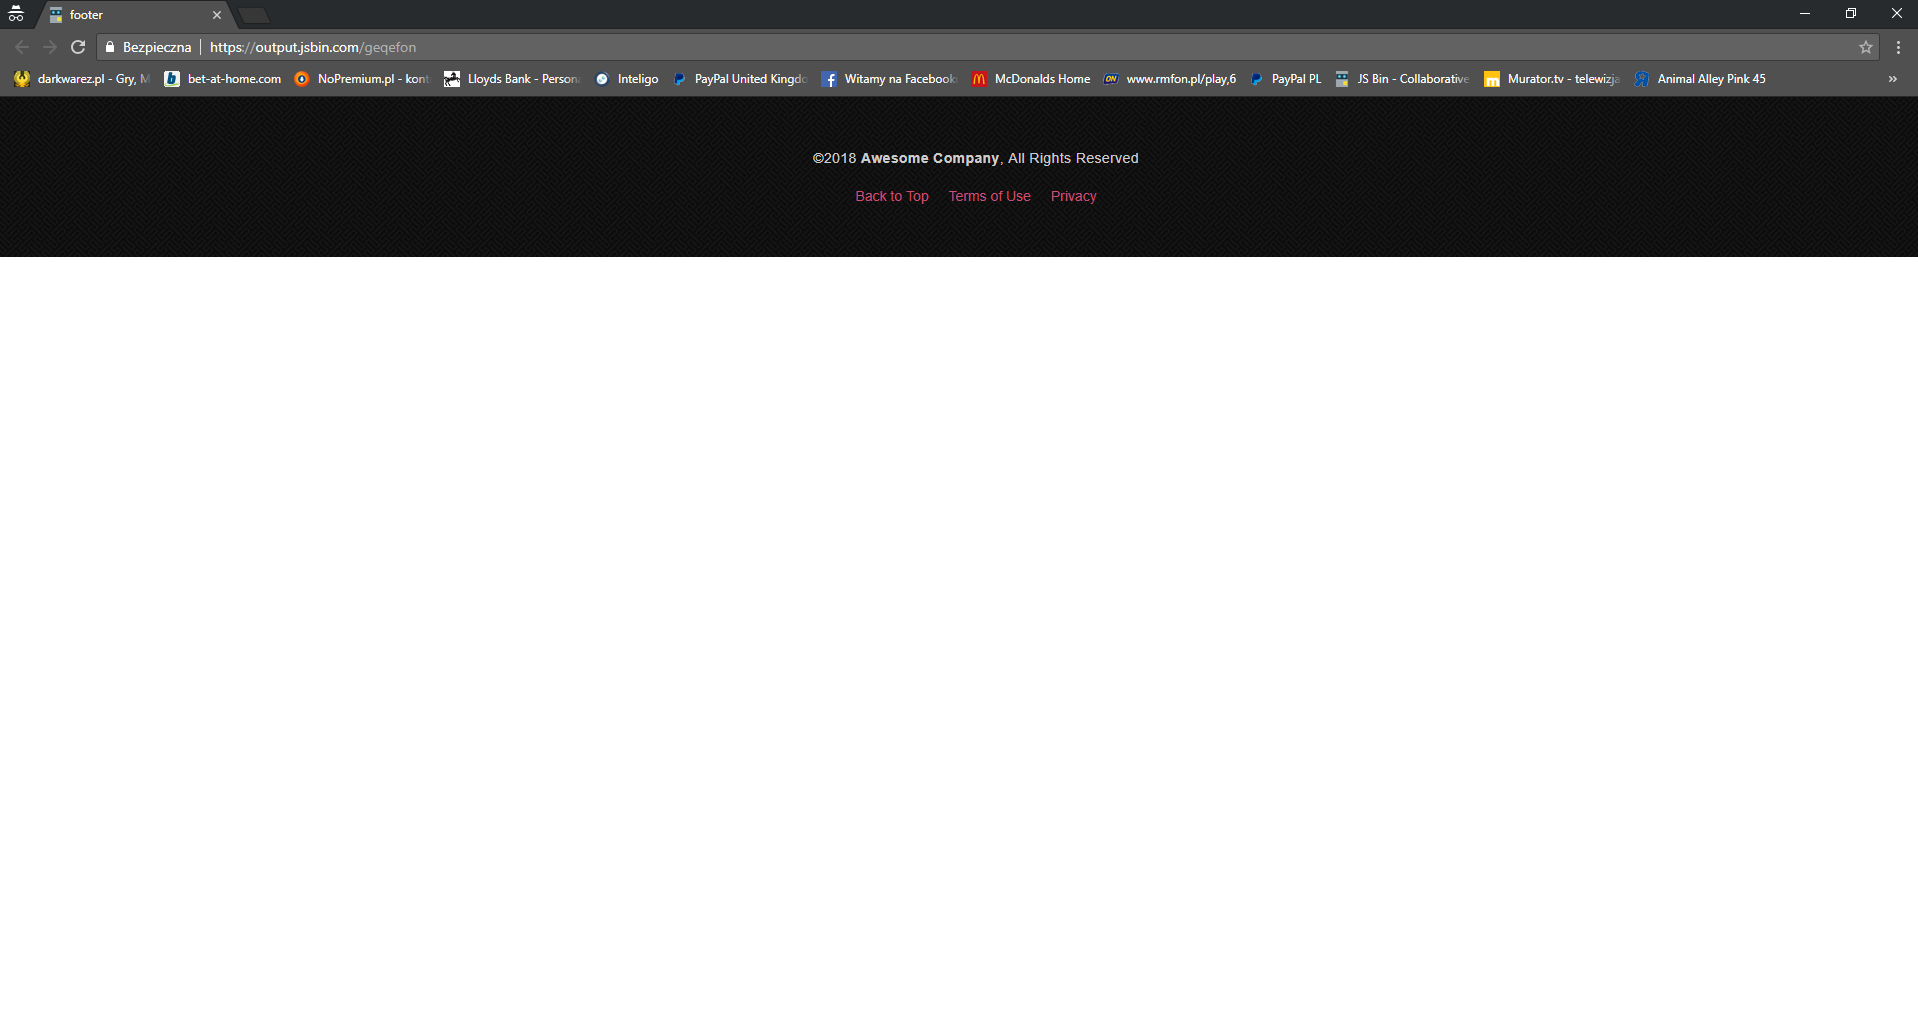 footer
Bezpieczna https://output.jsbin.com/geqefon
darkwarez.pl - Gry, M bet-at-home.com NoPremium.pl - kont Lloyds Bank - Persona Inteligo PayPal United Kingdo Witamy na Facebook McDonalds Home ON www.rmfon.pl/play,6 PayPal PL JS Bin - Collaborative Murator.tv - telewizja Animal Alley Pink 45 »
©2018 Awesome Company, All Rights Reserved
Back to Top Terms of Use Privacy